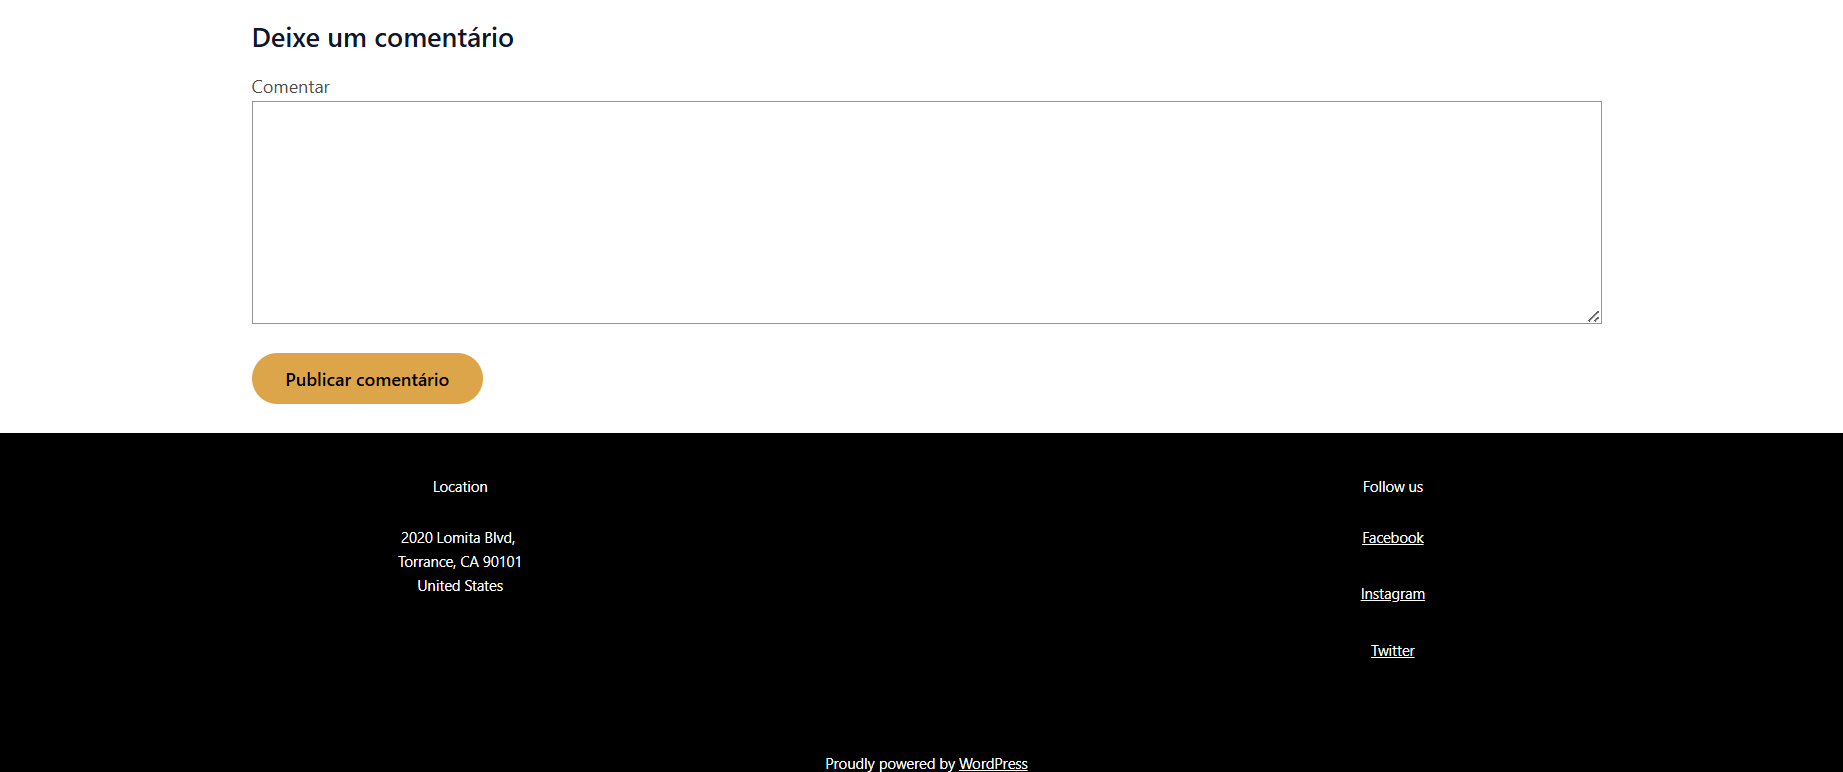 Deixe um comentário
Comentar
Publicar comentário
Location
2020 Lomita Blvd,
Torrance, CA 90101
United States
Follow us
Facebook
Instagram
Twitter
Proudly powered by WordPress